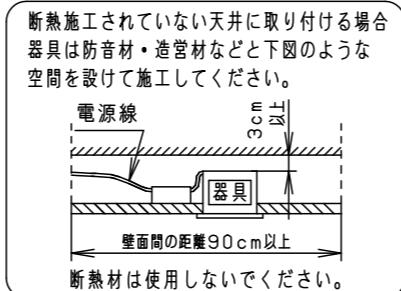 断熱施工されていない天井に取り付ける場合
器具は防音材・造営材などと下図のような
空間を設けて施工してください。
電源線
3cm
以上
器具
壁面間の距離90cm以上
断熱材は使用しないでください。